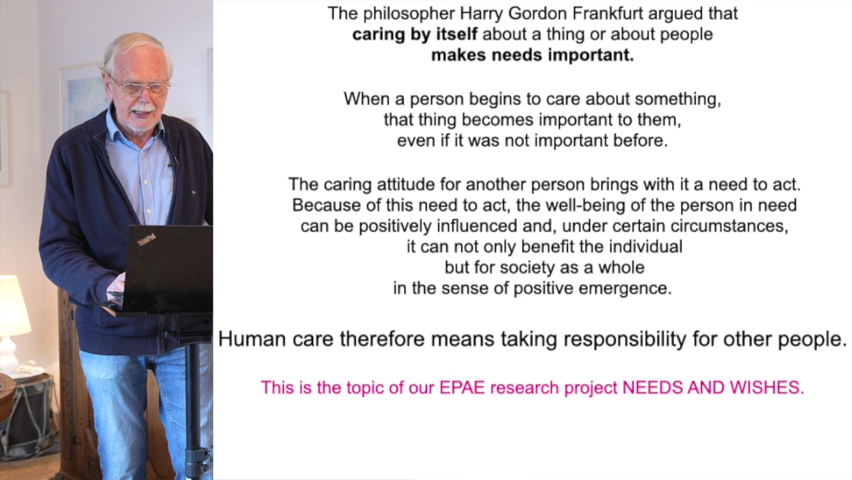 The philosopher Harry Gordon Frankfurt argued that
caring by itself about a thing or about people
makes needs important.
When a person begins to care about something,
that thing becomes important to them,
even if it was not important before.
The caring attitude for another person brings with it a need to act.
Because of this need to act, the well-being of the person in need
can be positively influenced and, under certain circumstances,
it can not only benefit the individual
but for society as a whole
in the sense of positive emergence.
Human care therefore means taking responsibility for other people.
This is the topic of our EPAE research project NEEDS AND WISHES.
ThinkPad